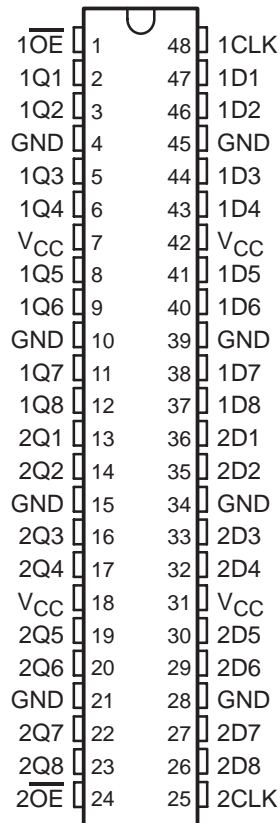 1O̅E̅ 1 48 1CLK
1Q1 2 47 1D1
1Q2 3 46 1D2
GND 4 45 GND
1Q3 5 44 1D3
1Q4 6 43 1D4
VCC 7 42 VCC
1Q5 8 41 1D5
1Q6 9 40 1D6
GND 10 39 GND
1Q7 11 38 1D7
1Q8 12 37 1D8
2Q1 13 36 2D1
2Q2 14 35 2D2
GND 15 34 GND
2Q3 16 33 2D3
2Q4 17 32 2D4
VCC 18 31 VCC
2Q5 19 30 2D5
2Q6 20 29 2D6
GND 21 28 GND
2Q7 22 27 2D7
2Q8 23 26 2D8
2O̅E̅ 24 25 2CLK